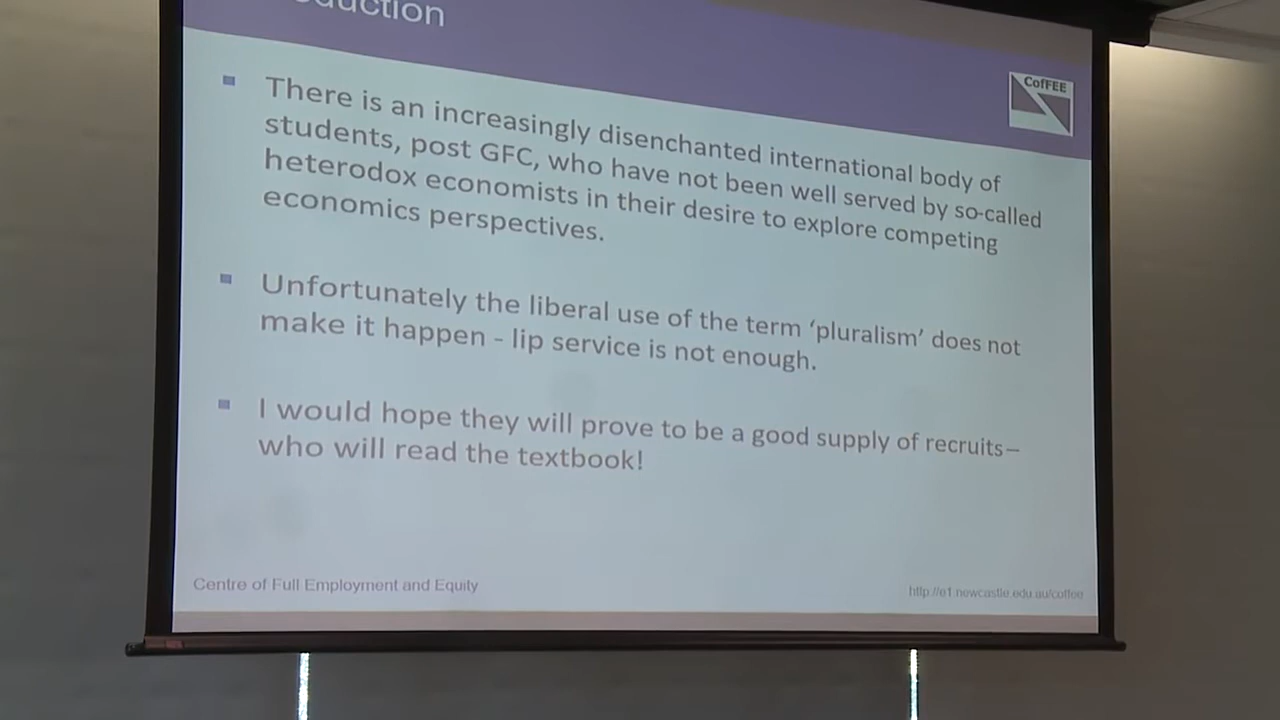 duction
CofFEE
There is an increasingly disenchanted international body of
students, post GFC, who have not been well served by so-called
heterodox economists in their desire to explore competing
economics perspectives.
Unfortunately the liberal use of the term ‘pluralism’ does not
make it happen - lip service is not enough.
I would hope they will prove to be a good supply of recruits–
who will read the textbook!
Centre of Full Employment and Equity
http://e1.newcastle.edu.au/coffee